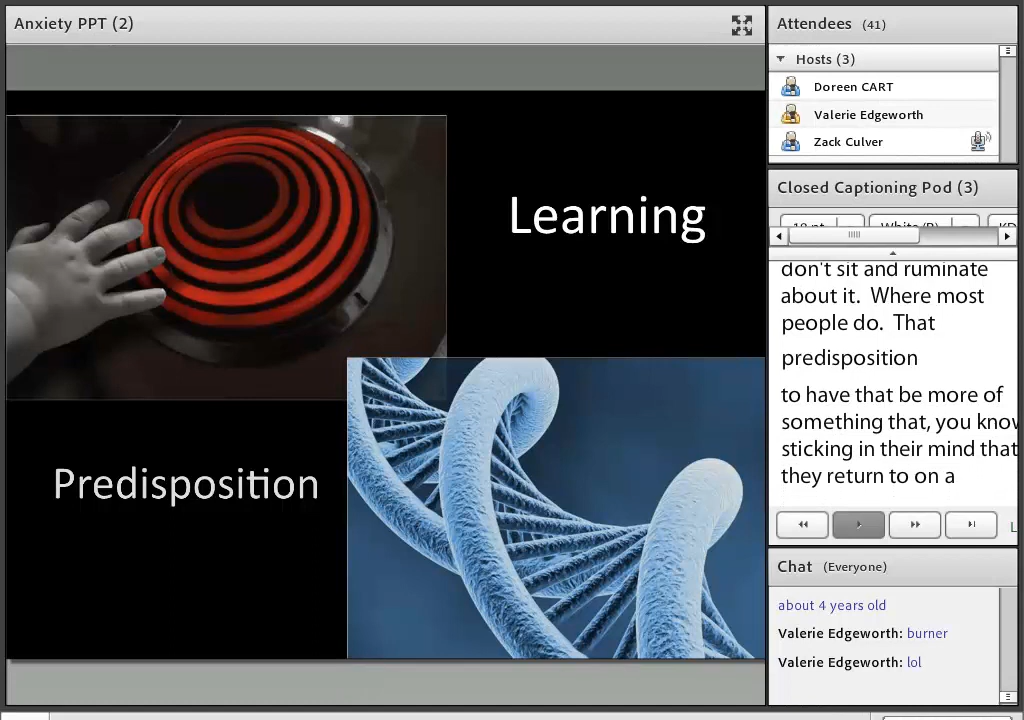 Anxiety PPT (2)
Learning
Predisposition
Attendees (41)
Hosts (3)
Doreen CART
Valerie Edgeworth
Zack Culver
Closed Captioning Pod (3)
don't sit and ruminate
about it. Where most
people do. That
predisposition
to have that be more of
something that, you know
sticking in their mind that
they return to on a
Chat (Everyone)
about 4 years old
Valerie Edgeworth: burner
Valerie Edgeworth: lol